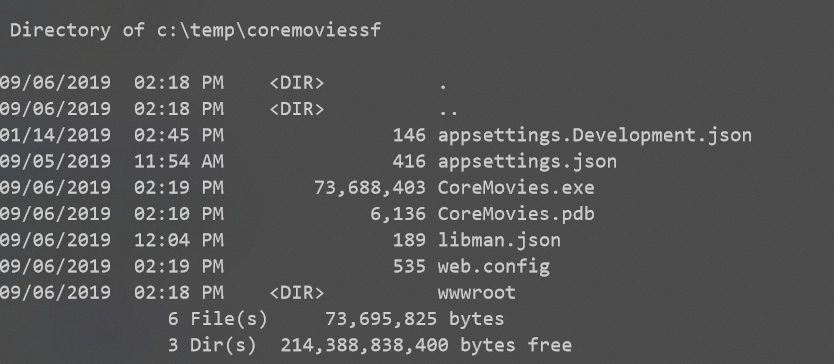 Directory of c:\temp\coremoviessf
09/06/2019 02:18 PM <DIR> .
09/06/2019 02:18 PM <DIR> ..
01/14/2019 02:45 PM 146 appsettings.Development.json
09/05/2019 11:54 AM 416 appsettings.json
09/06/2019 02:19 PM 73,688,403 CoreMovies.exe
09/06/2019 02:10 PM 6,136 CoreMovies.pdb
09/06/2019 12:04 PM 189 libman.json
09/06/2019 02:19 PM 535 web.config
09/06/2019 02:18 PM <DIR> wwwroot
6 File(s) 73,695,825 bytes
3 Dir(s) 214,388,838,400 bytes free